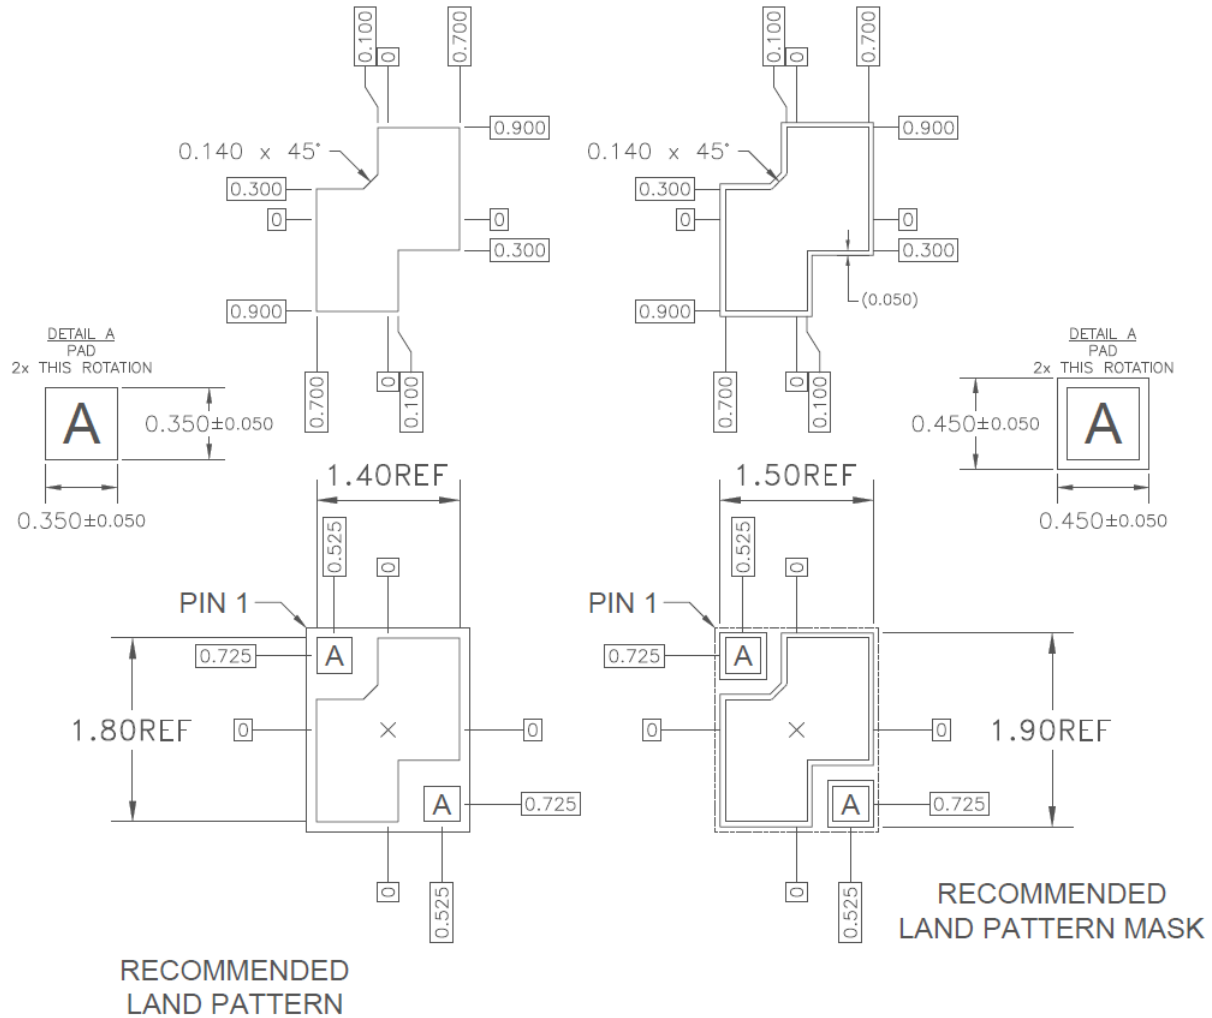 0.100
0
0.700
0.900
0.140 x 45°
0.300
0
0
0.300
0.900
0.700
0
0.100
DETAIL A
PAD
2x THIS ROTATION
A
0.350±0.050
0.350±0.050
0.100
0
0.700
0.900
0.140 x 45°
0.300
0
0
0.300
(0.050)
0.900
0.700
0
0.100
DETAIL A
PAD
2x THIS ROTATION
A
0.450±0.050
0.450±0.050
1.40REF
0.525
0
PIN 1
0.725
A
1.80REF
0
0
A
0.725
0
0.525
RECOMMENDED
LAND PATTERN
1.50REF
0.525
0
PIN 1
0.725
A
0
0
1.90REF
A
0.725
0
0.525
RECOMMENDED
LAND PATTERN MASK